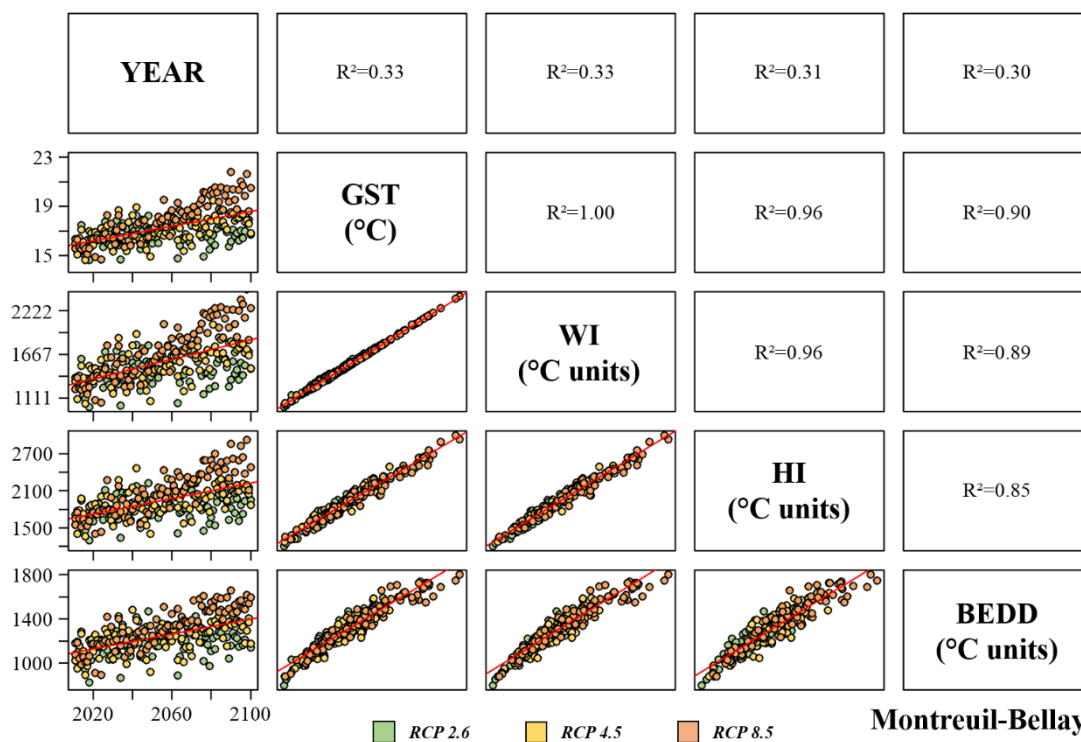 YEAR
R²=0.33
R²=0.33
R²=0.31
R²=0.30
23
19
15
GST
(°C)
R²=1.00
R²=0.96
R²=0.90
2222
1667
1111
WI
(°C units)
R²=0.96
R²=0.89
2700
2100
1500
HI
(°C units)
R²=0.85
1800
1400
1000
BEDD
(°C units)
2020 2060 2100
RCP 2.6 RCP 4.5 RCP 8.5
Montreuil-Bellay